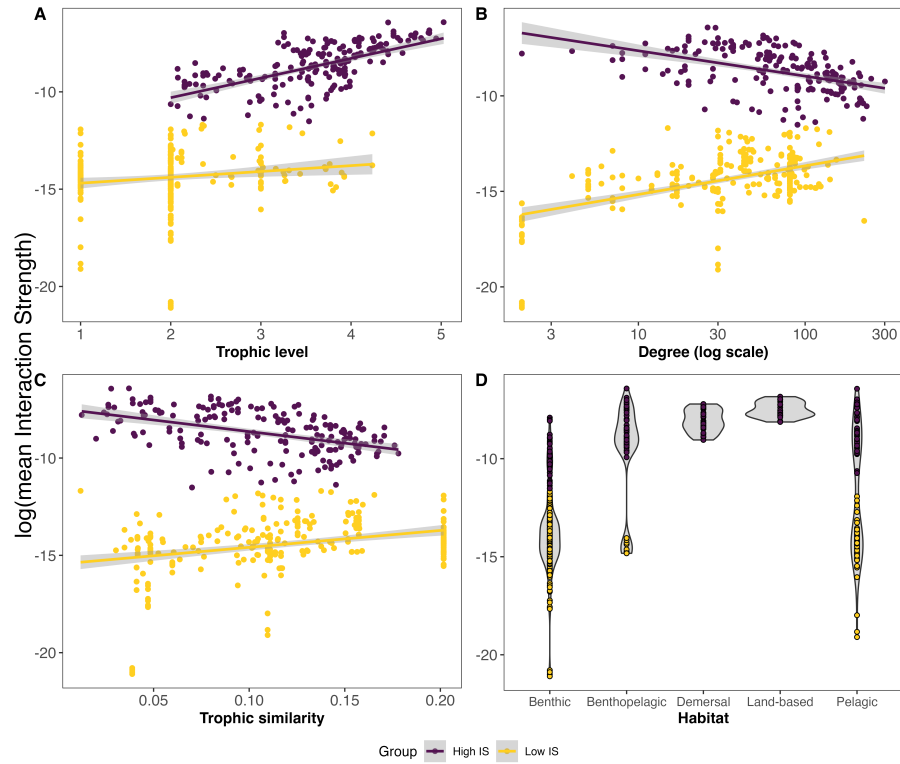 A
B
-10
-15
-20
1
2
3
4
5
Trophic level
-10
-15
-20
3
10
30
100
300
Degree (log scale)
log(mean Interaction Strength)
C
D
-10
-15
-20
0.05
0.10
0.15
0.20
Trophic similarity
-10
-15
-20
Benthic
Benthopelagic
Demersal
Land-based
Pelagic
Habitat
Group
High IS
Low IS